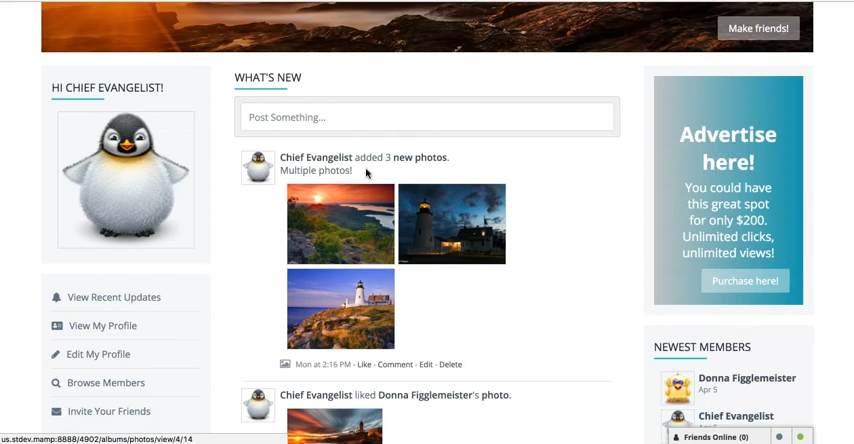 Make friends!
HI CHIEF EVANGELIST!
View Recent Updates
View My Profile
Edit My Profile
Browse Members
Invite Your Friends
WHAT'S NEW
Post Something...
Chief Evangelist added 3 new photos.
Multiple photos!
Mon at 2:16 PM - Like - Comment - Edit - Delete
Chief Evangelist liked Donna Figglemeister's photo.
Advertise
here!
You could have
this great spot
for only $200.
Unlimited clicks,
unlimited views!
Purchase here!
NEWEST MEMBERS
Donna Figglemeister
Apr 5
Chief Evangelist
Apr 5
Friends Online (0)
us.stdev.mamp:8888/4902/albums/photos/view/4/14